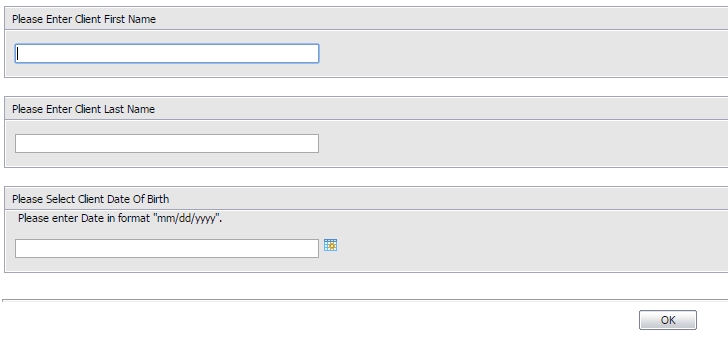 Please Enter Client First Name
Please Enter Client Last Name
Please Select Client Date Of Birth
Please enter Date in format "mm/dd/yyyy".
OK